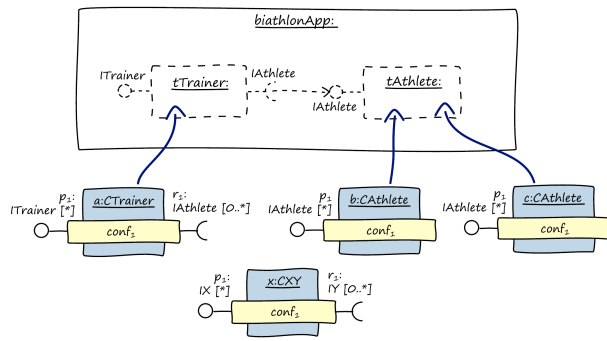 biathlonApp:
ITrainer
tTrainer:
IAthlete
IAthlete
tAthlete:
p₁:
ITrainer [*]
a:CTrainer
conf₁
r₁:
IAthlete [0..*]
p₁
IAthlete [*]
b:CAthlete
conf₁
p₁
IAthlete [*]
c:CAthlete
conf₁
p₁:
IX [*]
x:CXY
conf₁
r₁:
IY [0..*]